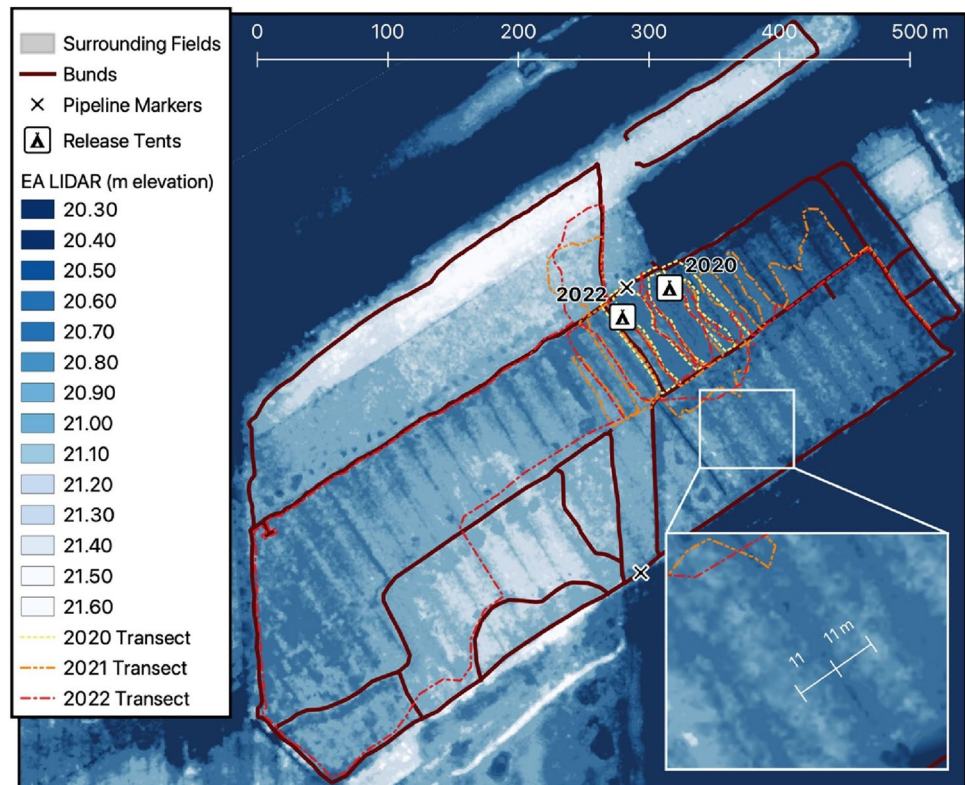 Surrounding Fields
Bunds
Pipeline Markers
Release Tents
EA LIDAR (m elevation)
20.30
20.40
20.50
20.60
20.70
20.80
20.90
21.00
21.10
21.20
21.30
21.40
21.50
21.60
2020 Transect
2021 Transect
2022 Transect
0 100 200 300 400 500 m
2020
2022
11 11 m